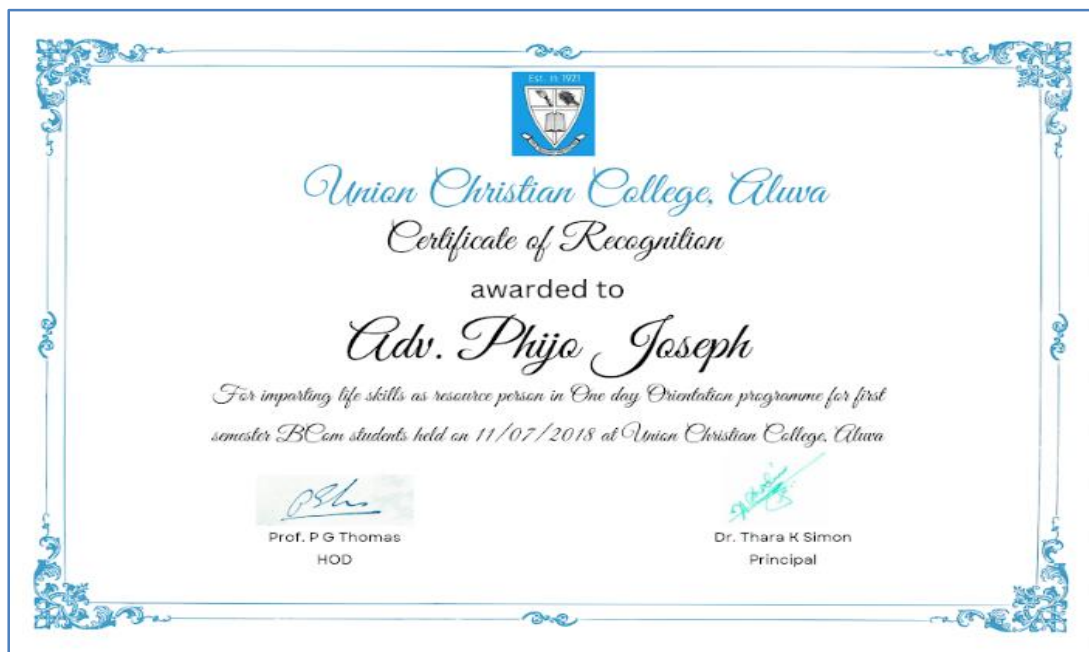 Est. in 1921
Union Christian College, Aluva
Certificate of Recognition
awarded to
Adv. Phijo Joseph
For imparting life skills as resource person in One day Orientation programme for first
semester BCom students held on 11/07/2018 at Union Christian College, Aluva
Prof. P G Thomas
HOD
Dr. Thara K Simon
Principal